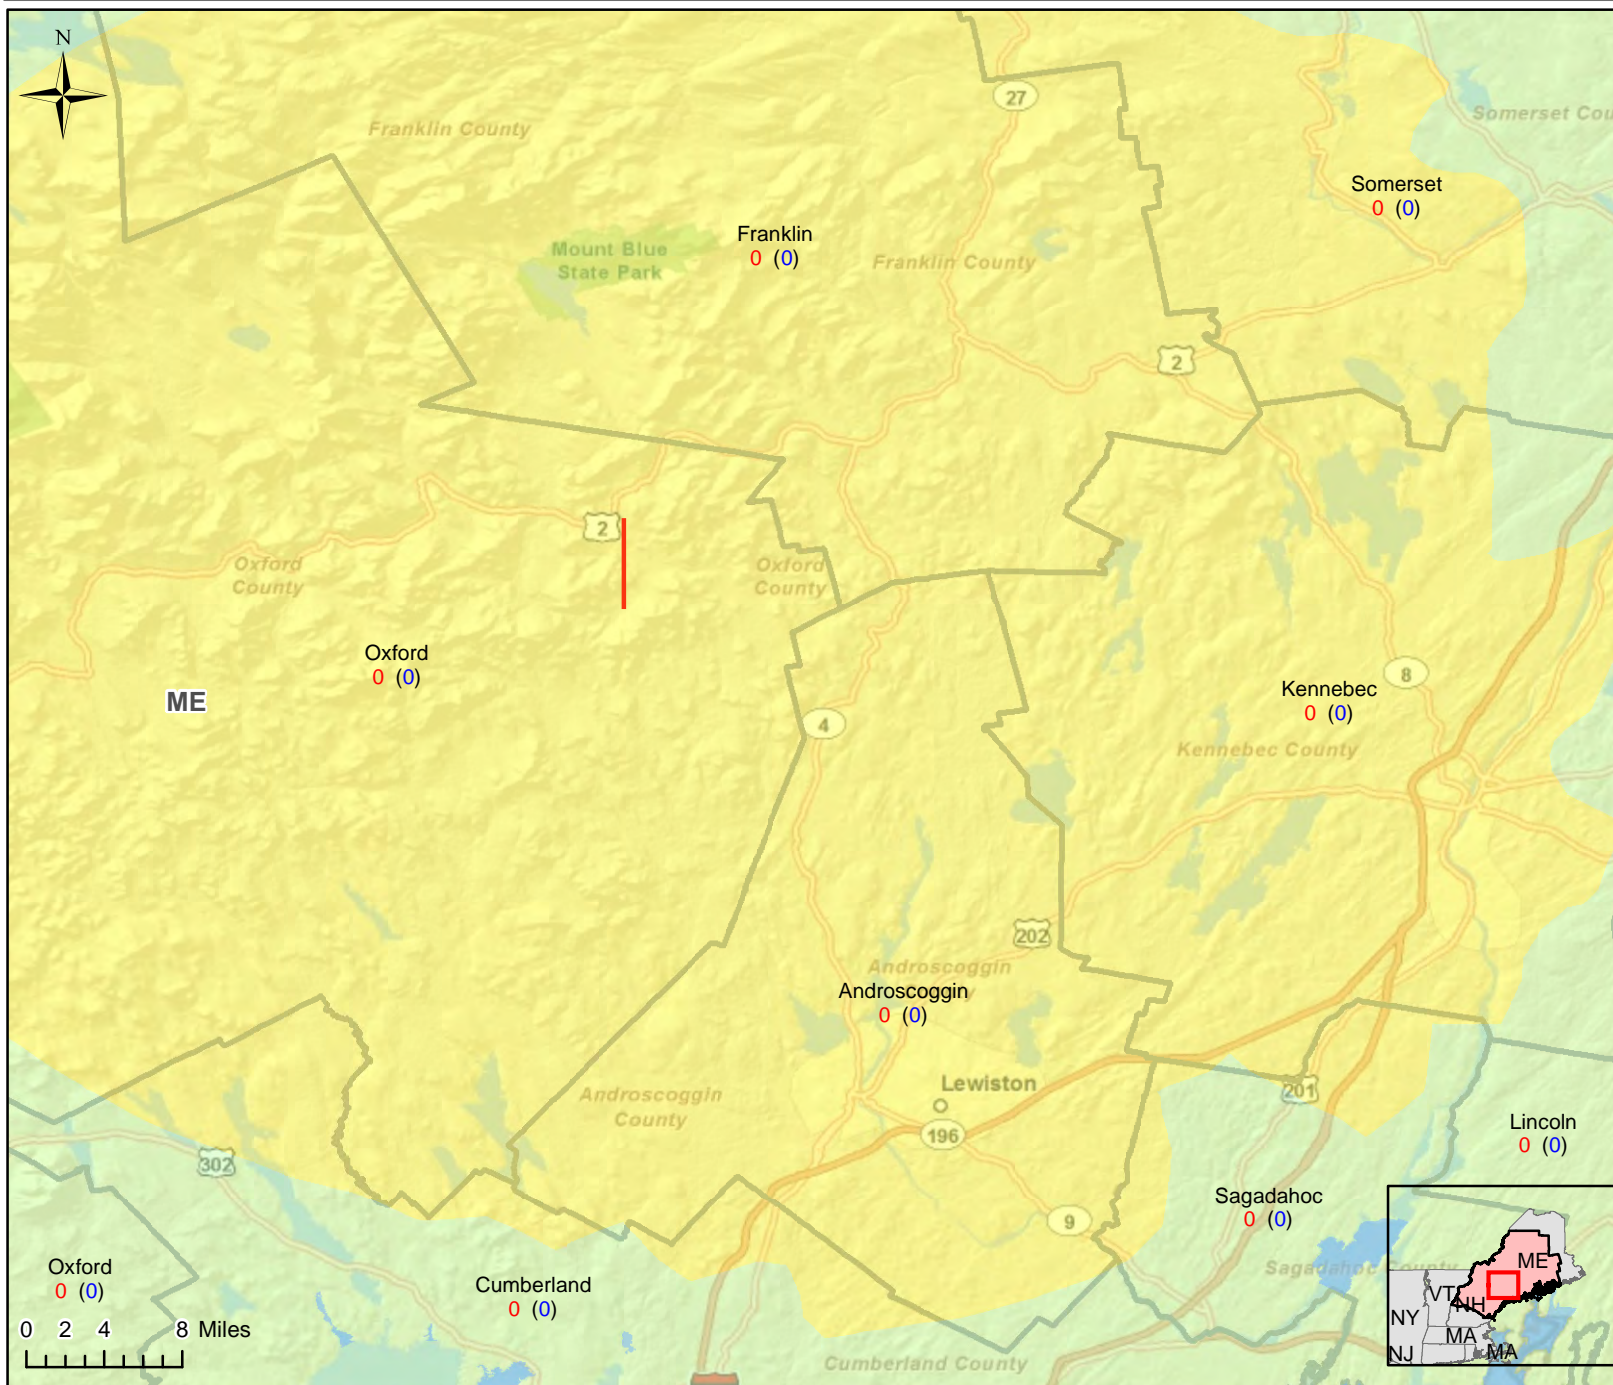 N
27
Franklin County
Somerset Cou
Somerset
0 (0)
Franklin
0 (0)
Mount Blue
State Park
Franklin County
2
2
Oxford
County
Oxford
County
Oxford
0 (0)
ME
8
Kennebec
0 (0)
4
Kennebec County
202
Androscoggin
Androscoggin
0 (0)
Lewiston
Androscoggin
County
201
196
Lincoln
0 (0)
302
Sagadahoc
0 (0)
9
Oxford
0 (0)
Cumberland
0 (0)
Sagadahoc County
ME
VT
NH
NY
MA
NJ
MA
0 2 4 8 Miles
Cumberland County